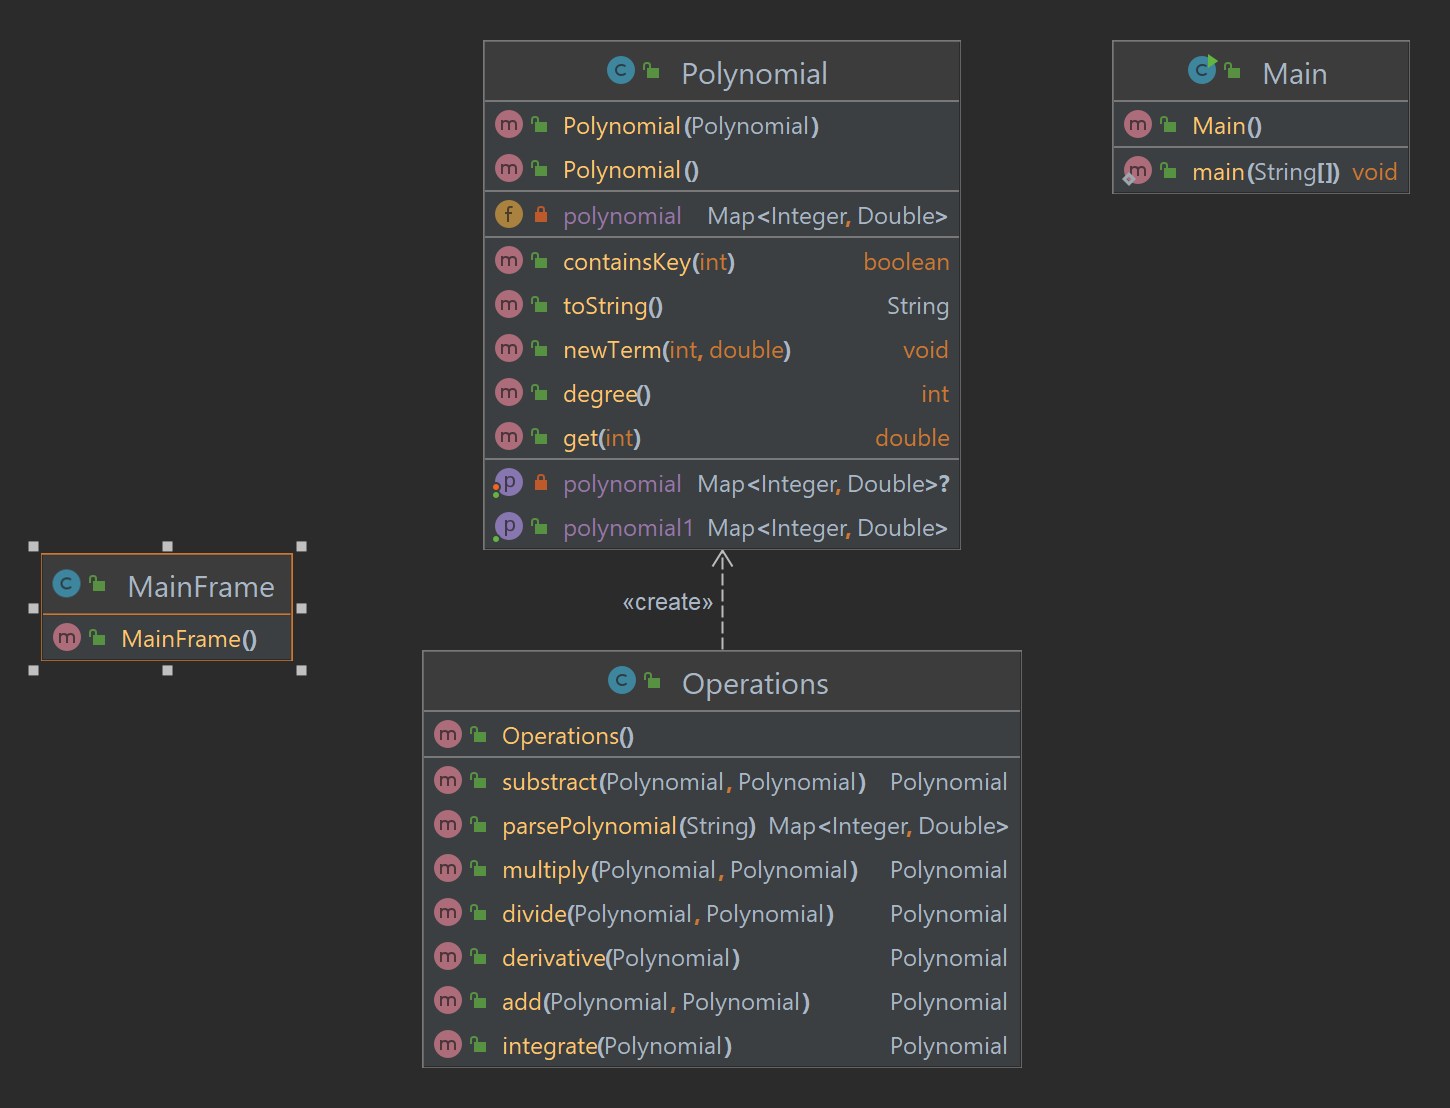 Polynomial
Polynomial(Polynomial)
Polynomial()
polynomial Map<Integer, Double>
containsKey(int) boolean
toString() String
newTerm(int, double) void
degree() int
get(int) double
polynomial Map<Integer, Double>?
polynomial1 Map<Integer, Double>
Main
Main()
main(String[]) void
MainFrame
MainFrame()
«create»
Operations
Operations()
substract(Polynomial, Polynomial) Polynomial
parsePolynomial(String) Map<Integer, Double>
multiply(Polynomial, Polynomial) Polynomial
divide(Polynomial, Polynomial) Polynomial
derivative(Polynomial) Polynomial
add(Polynomial, Polynomial) Polynomial
integrate(Polynomial) Polynomial